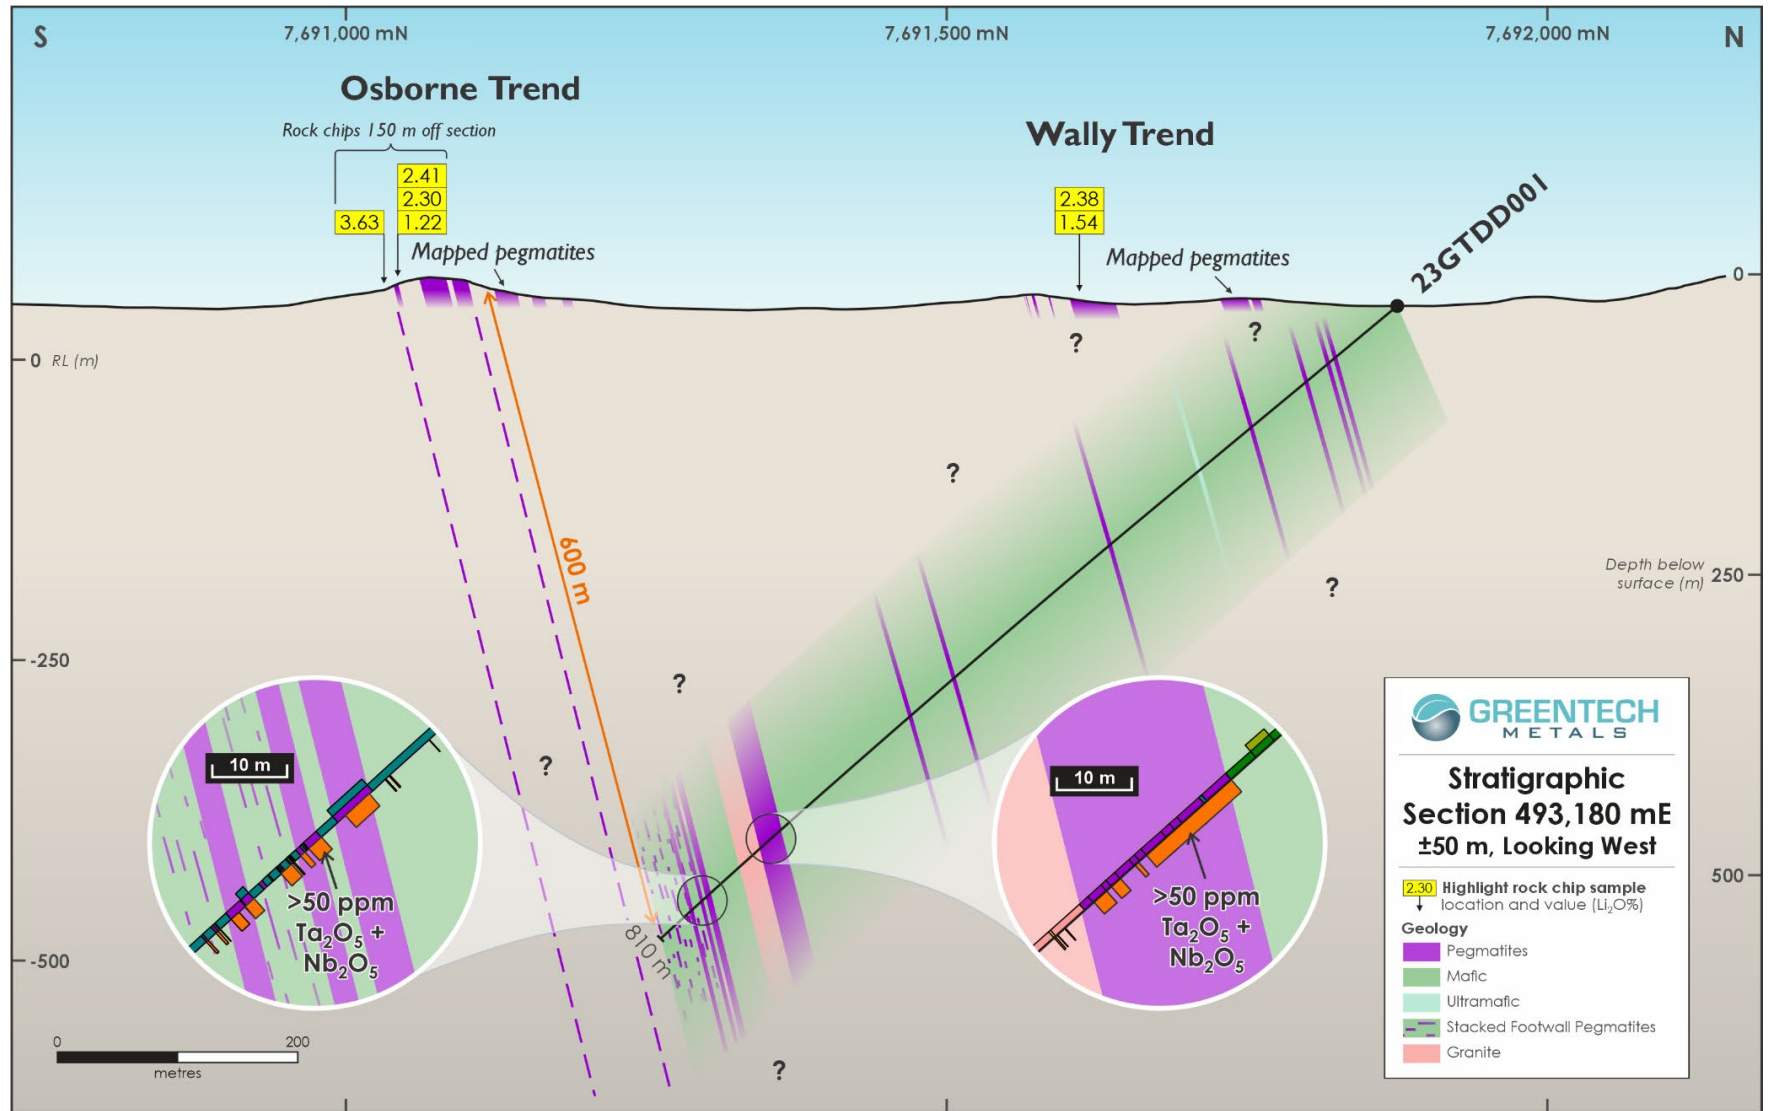 S
7,691,000 mN
7,691,500 mN
7,692,000 mN
N
Osborne Trend
Rock chips 150 m off section
2.41
2.30
3.63
1.22
Mapped pegmatites
Wally Trend
2.38
1.54
Mapped pegmatites
23GTDD001
0
0 RL (m)
?
?
?
?
600 m
Depth below
surface (m)
250
-250
?
?
10 m
>50 ppm
Ta₂O₅ +
Nb₂O₅
810 m
10 m
>50 ppm
Ta₂O₅ +
Nb₂O₅
500
-500
?
0
200
metres
GREENTECH
METALS
Stratigraphic
Section 493,180 mE
±50 m, Looking West
2.30 Highlight rock chip sample
location and value (Li₂O%)
Geology
Pegmatites
Mafic
Ultramafic
Stacked Footwall Pegmatites
Granite